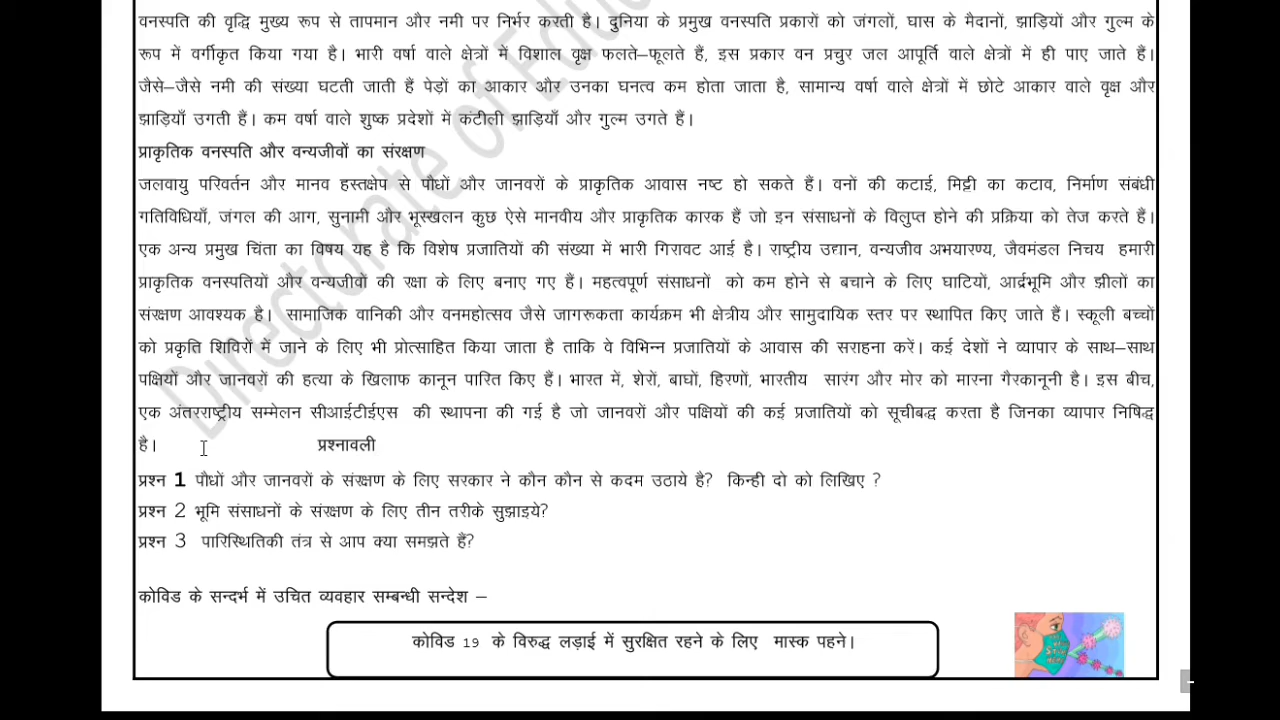 वनस्पति की वृद्धि मुख्य रूप से तापमान और नमी पर निर्भर करती है। दुनिया के प्रमुख वनस्पति प्रकारों को जंगलों, घास के मैदानों, झाड़ियों और गुल्म के
रूप में वर्गीकृत किया गया है। भारी वर्षा वाले क्षेत्रों में विशाल वृक्ष फलते–फूलते हैं, इस प्रकार वन प्रचुर जल आपूर्ति वाले क्षेत्रों में ही पाए जाते हैं।
जैसे–जैसे नमी की संख्या घटती जाती हैं पेड़ों का आकार और उनका घनत्व कम होता जाता है, सामान्य वर्षा वाले क्षेत्रों में छोटे आकार वाले वृक्ष और
झाड़ियाँ उगती हैं। कम वर्षा वाले शुष्क प्रदेशों में कंटीली झाड़ियाँ और गुल्म उगते हैं।
प्राकृतिक वनस्पति और वन्यजीवों का संरक्षण
जलवायु परिवर्तन और मानव हस्तक्षेप से पौधों और जानवरों के प्राकृतिक आवास नष्ट हो सकते हैं। वनों की कटाई, मिट्टी का कटाव, निर्माण संबंधी
गतिविधियाँ, जंगल की आग, सुनामी और भूस्खलन कुछ ऐसे मानवीय और प्राकृतिक कारक हैं जो इन संसाधनों के विलुप्त होने की प्रक्रिया को तेज करते हैं।
एक अन्य प्रमुख चिंता का विषय यह है कि विशेष प्रजातियों की संख्या में भारी गिरावट आई है। राष्ट्रीय उद्यान, वन्यजीव अभयारण्य, जैवमंडल निचय हमारी
प्राकृतिक वनस्पतियों और वन्यजीवों की रक्षा के लिए बनाए गए हैं। महत्वपूर्ण संसाधनों को कम होने से बचाने के लिए घाटियों, आर्द्रभूमि और झीलों का
संरक्षण आवश्यक है। सामाजिक वानिकी और वनमहोत्सव जैसे जागरूकता कार्यक्रम भी क्षेत्रीय और सामुदायिक स्तर पर स्थापित किए जाते हैं। स्कूली बच्चों
को प्रकृति शिविरों में जाने के लिए भी प्रोत्साहित किया जाता है ताकि वे विभिन्न प्रजातियों के आवास की सराहना करें। कई देशों ने व्यापार के साथ–साथ
पक्षियों और जानवरों की हत्या के खिलाफ कानून पारित किए हैं। भारत में, शेरों, बाघों, हिरणों, भारतीय सारंग और मोर को मारना गैरकानूनी है। इस बीच,
एक अंतरराष्ट्रीय सम्मेलन सीआईटीईएस की स्थापना की गई है जो जानवरों और पक्षियों की कई प्रजातियों को सूचीबद्ध करता है जिनका व्यापार निषिद्ध
है। प्रश्नावली
प्रश्न 1 पौधों और जानवरों के संरक्षण के लिए सरकार ने कौन कौन से कदम उठाये है? किन्ही दो को लिखिए ?
प्रश्न 2 भूमि संसाधनों के संरक्षण के लिए तीन तरीके सुझाइये?
प्रश्न 3 पारिस्थितिकी तंत्र से आप क्या समझते हैं?
कोविड के सन्दर्भ में उचित व्यवहार सम्बन्धी सन्देश –
कोविड 19 के विरुद्ध लड़ाई में सुरक्षित रहने के लिए मास्क पहने।
Directorate of Edu